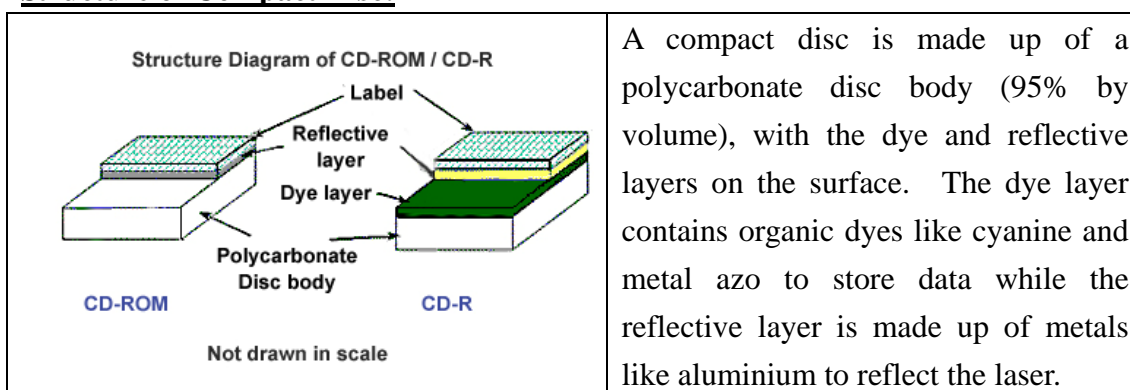 Structure Diagram of CD-ROM / CD-R
Label
Reflective
layer
Dye layer
Polycarbonate
Disc body
CD-ROM
CD-R
Not drawn in scale
A compact disc is made up of a
polycarbonate disc body (95% by
volume), with the dye and reflective
layers on the surface. The dye layer
contains organic dyes like cyanine and
metal azo to store data while the
reflective layer is made up of metals
like aluminium to reflect the laser.